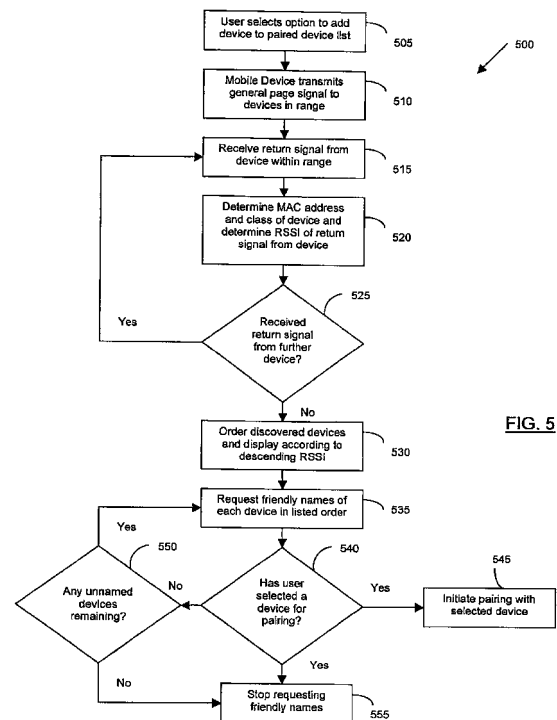 User selects option to add
device to paired device list
505
500
Mobile Device transmits
general page signal to
devices in range
510
Receive return signal from
device within range
515
Determine MAC address
and class of device and
determine RSSI of return
signal from device
520
525
Yes
Received
return signal
from further
device?
No
FIG. 5
Order discovered devices
and display according to
descending RSSI
530
Request friendly names of
each device in listed order
535
Yes
550
540
545
Any unnamed
devices
remaining?
No
Has user
selected a
device for
pairing?
Yes
Initiate pairing with
selected device
No
Yes
Stop requesting
friendly names
555